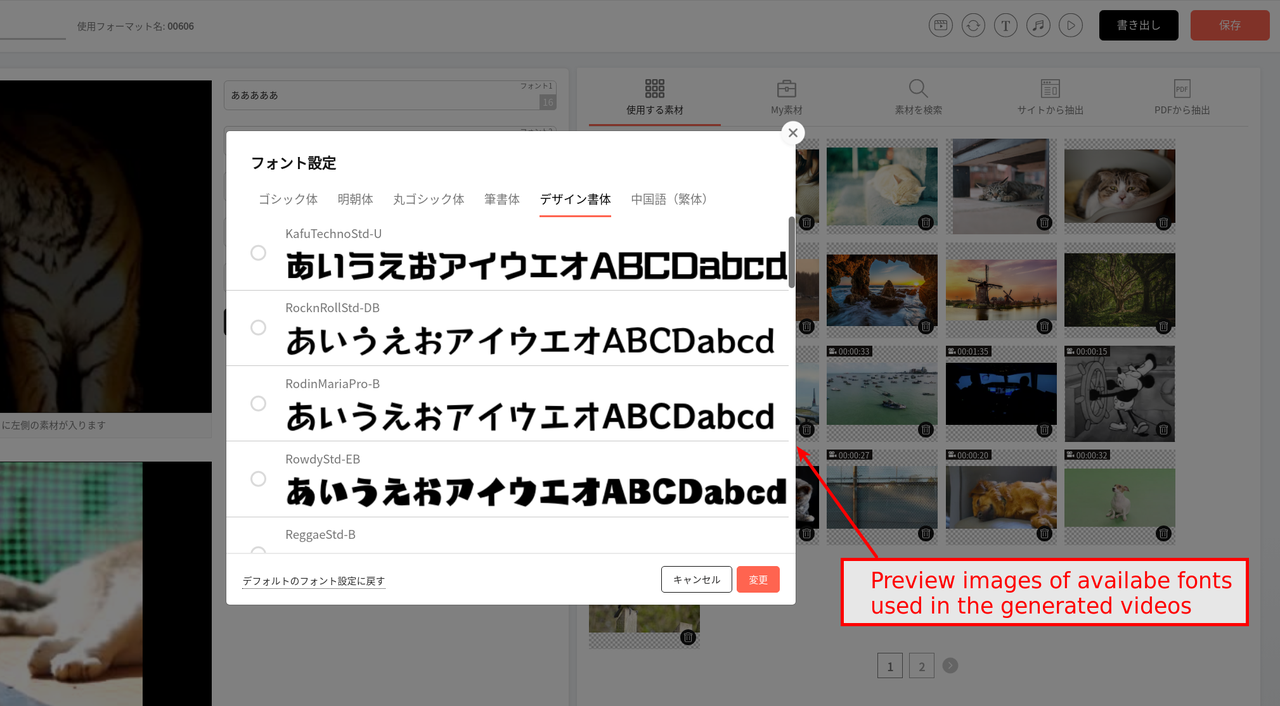 使用フォーマット名: 00606
書き出し
保存
フォント1
あああああ
16
使用する素材
My素材
素材を検索
サイトから抽出
PDF
PDFから抽出
フォント設定
ゴシック体 明朝体 丸ゴシック体 筆書体 デザイン書体 中国語（繁体）
KafuTechnoStd-U
あいうえおアイウエオABCDabcd
RocknRollStd-DB
あいうえおアイウエオABCDabcd
RodinMariaPro-B
あいうえおアイウエオABCDabcd
RowdyStd-EB
あいうえおアイウエオABCDabcd
ReggaeStd-B
デフォルトのフォント設定に戻す
キャンセル
変更
に左側の素材が入ります
00:00:33
00:01:35
00:00:15
00:00:27
00:00:20
00:00:32
Preview images of availabe fonts
used in the generated videos
1 2